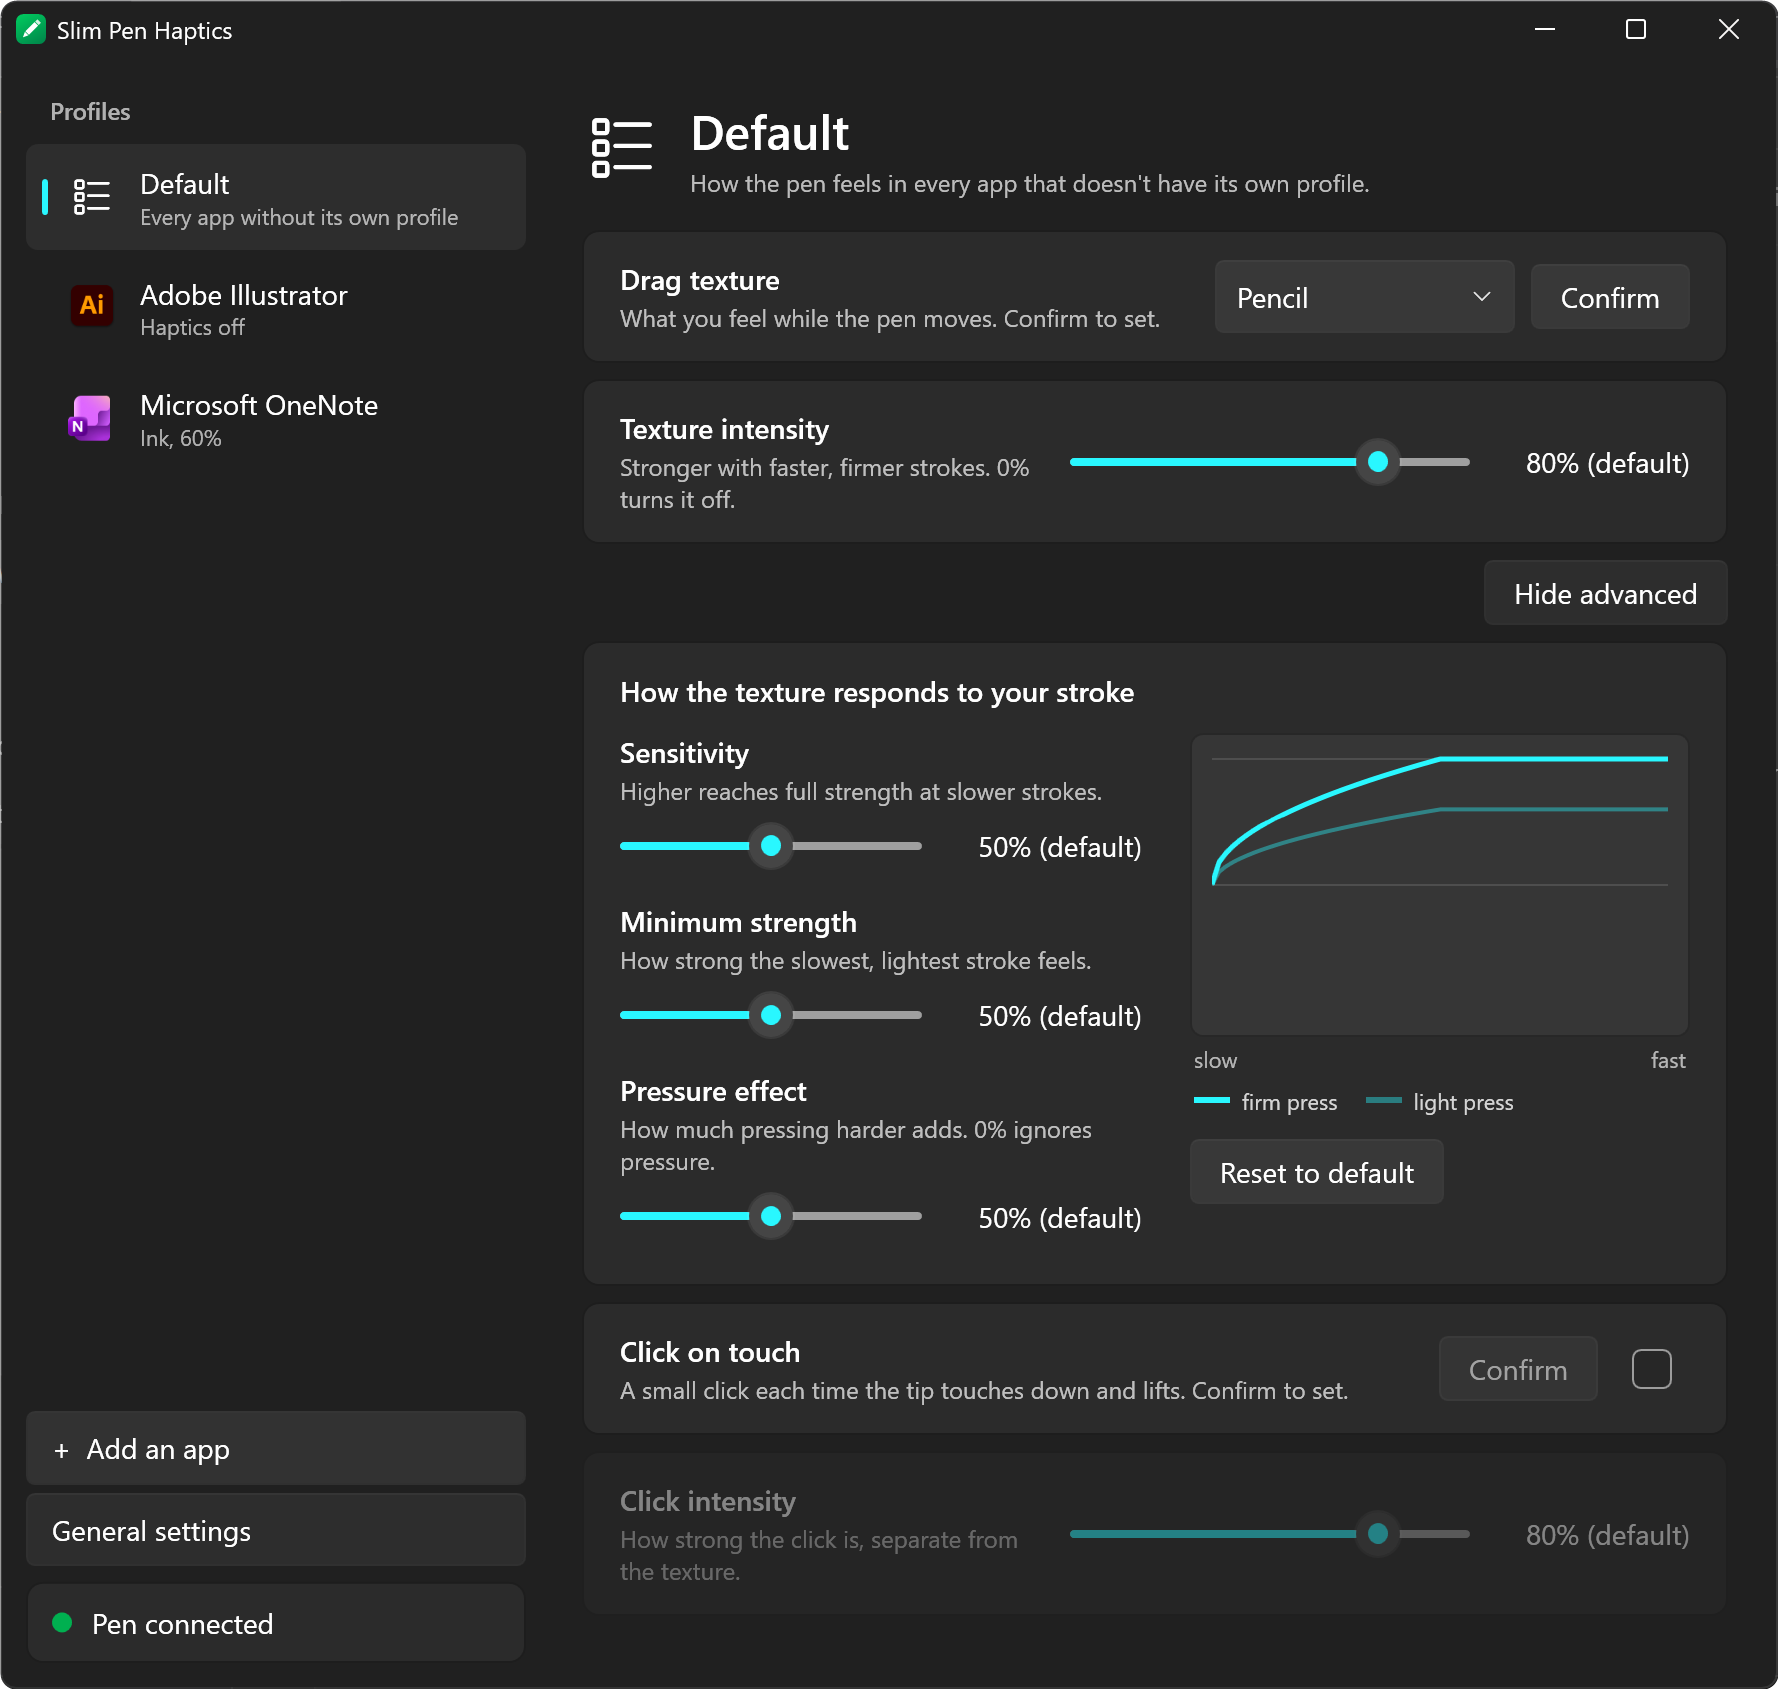 Slim Pen Haptics
Profiles
Default
Every app without its own profile
Ai
Adobe Illustrator
Haptics off
N
Microsoft OneNote
Ink, 60%
+ Add an app
General settings
Pen connected
Default
How the pen feels in every app that doesn't have its own profile.
Drag texture
What you feel while the pen moves. Confirm to set.
Pencil
Confirm
Texture intensity
Stronger with faster, firmer strokes. 0%
turns it off.
80% (default)
Hide advanced
How the texture responds to your stroke
Sensitivity
Higher reaches full strength at slower strokes.
50% (default)
Minimum strength
How strong the slowest, lightest stroke feels.
50% (default)
Pressure effect
How much pressing harder adds. 0% ignores
pressure.
50% (default)
slow fast
firm press light press
Reset to default
Click on touch
A small click each time the tip touches down and lifts. Confirm to set.
Confirm
Click intensity
How strong the click is, separate from
the texture.
80% (default)